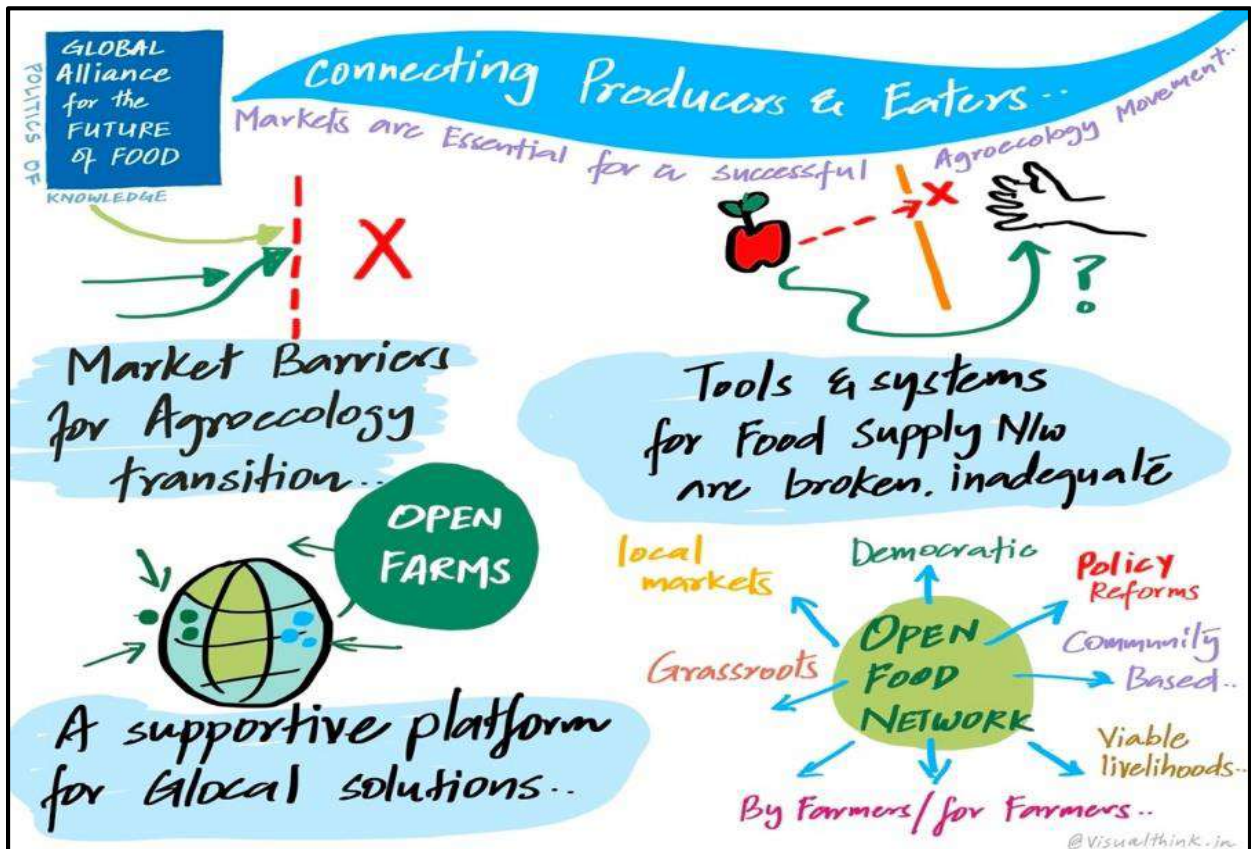 GLOBAL
Alliance
for the
FUTURE
of FOOD
POLITICS OF
KNOWLEDGE
Connecting Producers & Eaters..
Markets are Essential for a successful Agroecology Movement..
X
X
?
Market Barriers
for Agroecology
transition..
Tools & systems
for Food Supply N/w
are broken. inadequate
OPEN
FARMS
A supportive platform
for Glocal solutions..
local
markets
Democratic
Policy
Reforms
Grassroots
OPEN
FOOD
NETWORK
Community
Based..
Viable
livelihoods..
By Farmers/for Farmers..
@visualthink.in